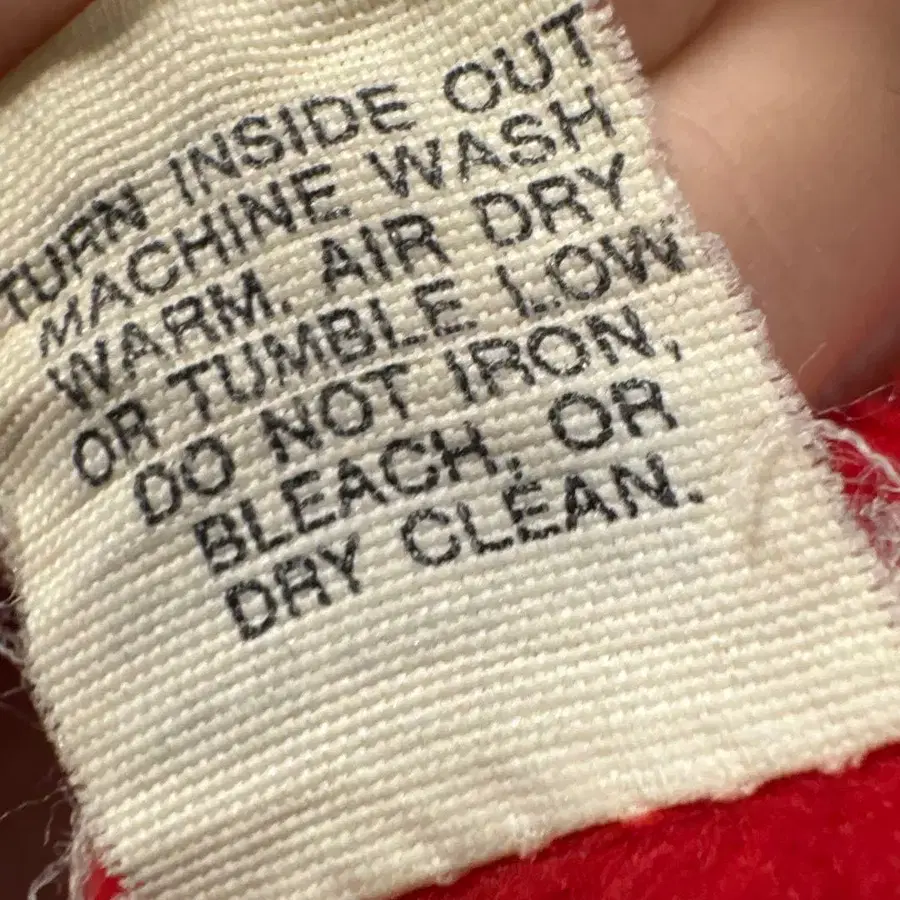 TURN INSIDE OUT
MACHINE WASH
WARM. AIR DRY
OR TUMBLE LOW
DO NOT IRON,
BLEACH, OR
DRY CLEAN.